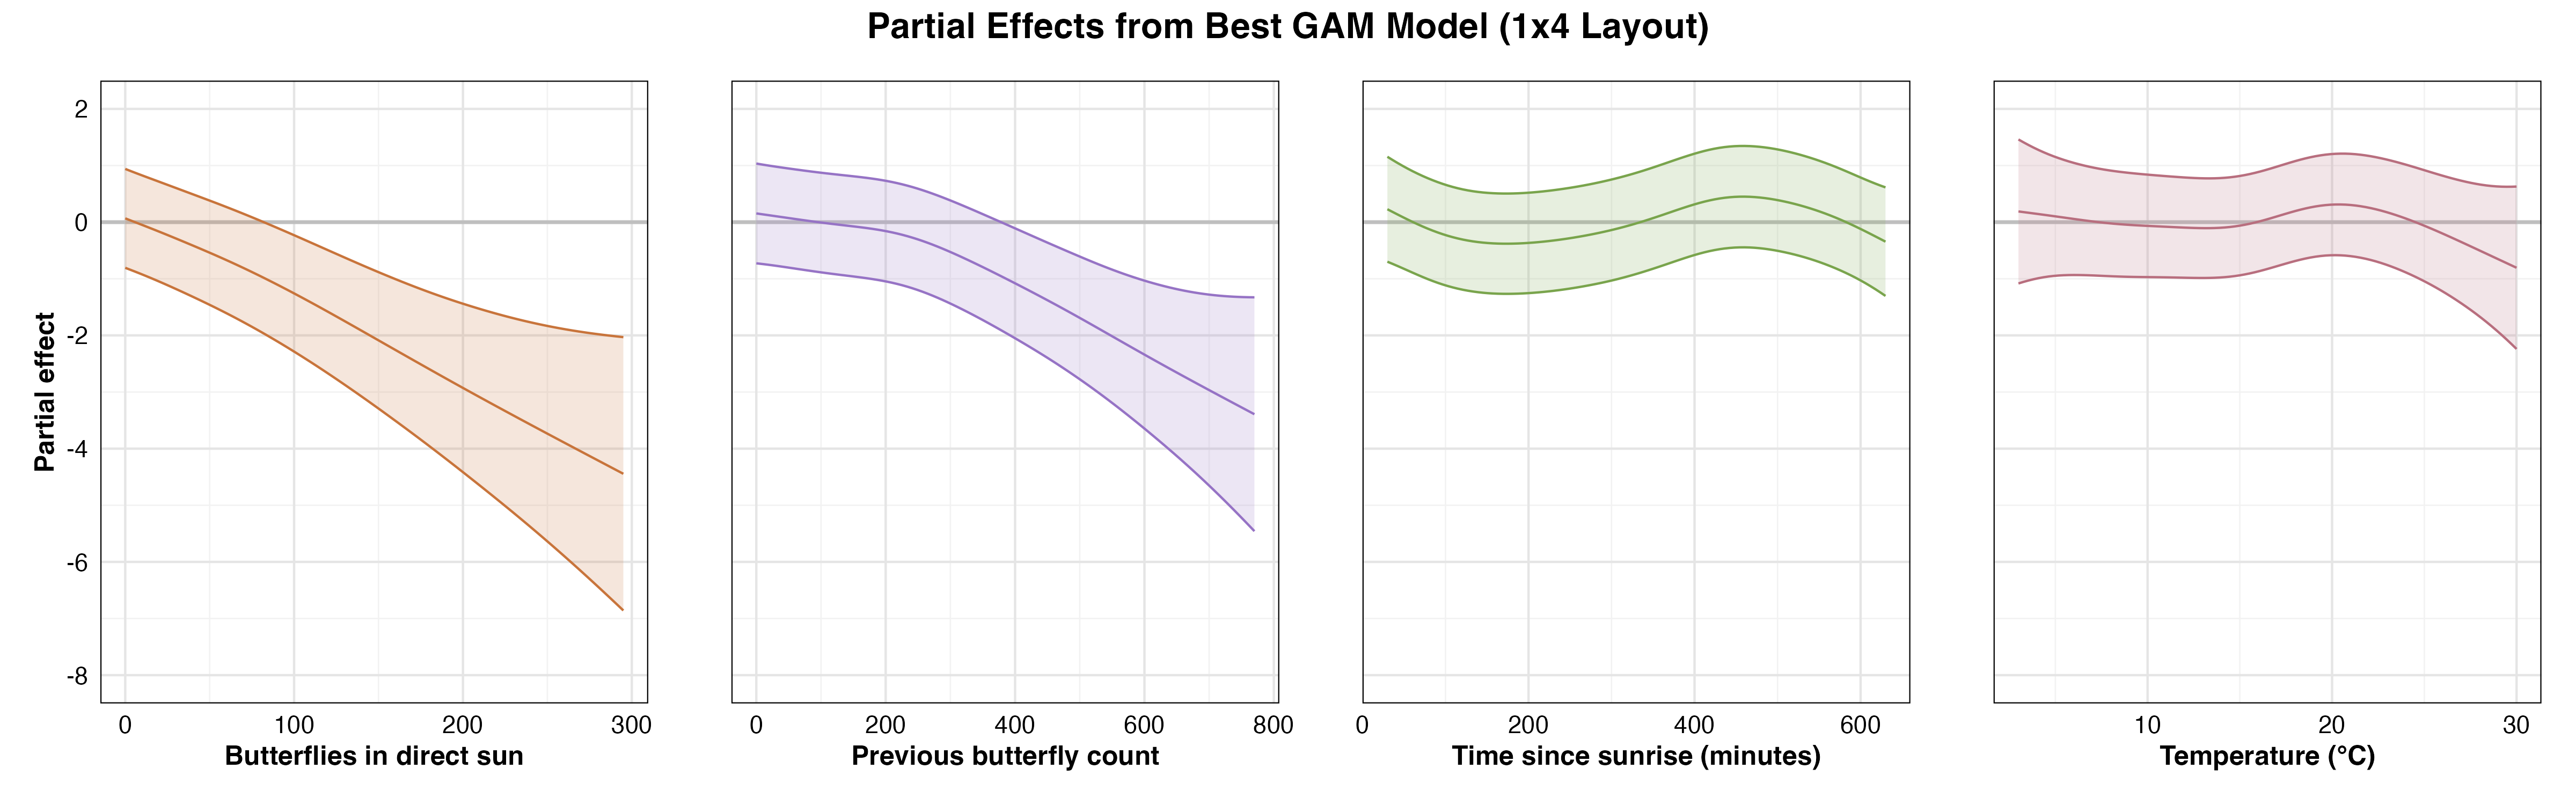 Partial Effects from Best GAM Model (1x4 Layout)
Partial effect
2
0
-2
-4
-6
-8
0 100 200 300
Butterflies in direct sun
0 200 400 600 800
Previous butterfly count
0 200 400 600
Time since sunrise (minutes)
10 20 30
Temperature (°C)